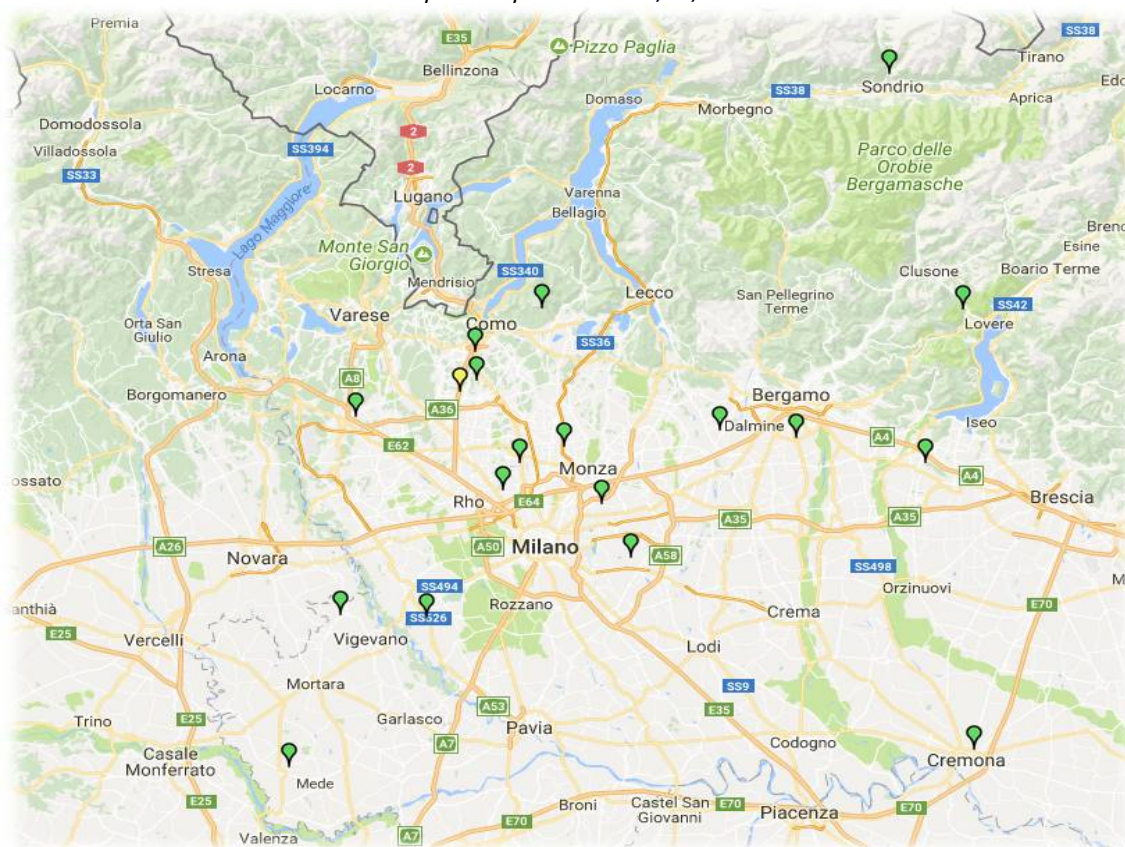 Premia
E35
Pizzo Paglia
SS38
Bellinzona
Tirano
Locarno
Sondrio
Domaso
SS38
Aprica
Morbegno
Domodossola
2
Villadossola
SS394
Parco delle
Orobie
Bergamasche
SS33
2
Lugano
Varenna
Bellagio
Lago Maggiore
Monte San
Giorgio
Esine
Stresa
SS340
Clusone
Boario Terme
Mendrisio
Lecco
San Pellegrino
Terme
SS42
Varese
Como
Lovere
Orta San
Giulio
SS36
Arona
A8
Borgomanero
Bergamo
A36
Dalmine
Iseo
E62
A4
Monza
A4
Rho
E64
Brescia
A35
A35
A26
A50
Milano
A58
Novara
SS498
SS494
Orzinuovi
Rozzano
Crema
E70
E25
Vercelli
Vigevano
Lodi
Mortara
SS9
A53
E35
Trino
E25
Garlasco
Pavia
A7
Codogno
Casale
Monferrato
Cremona
Mede
E25
Broni
Castel San
Giovanni
E70
Piacenza
E70
Valenza
A7
E70